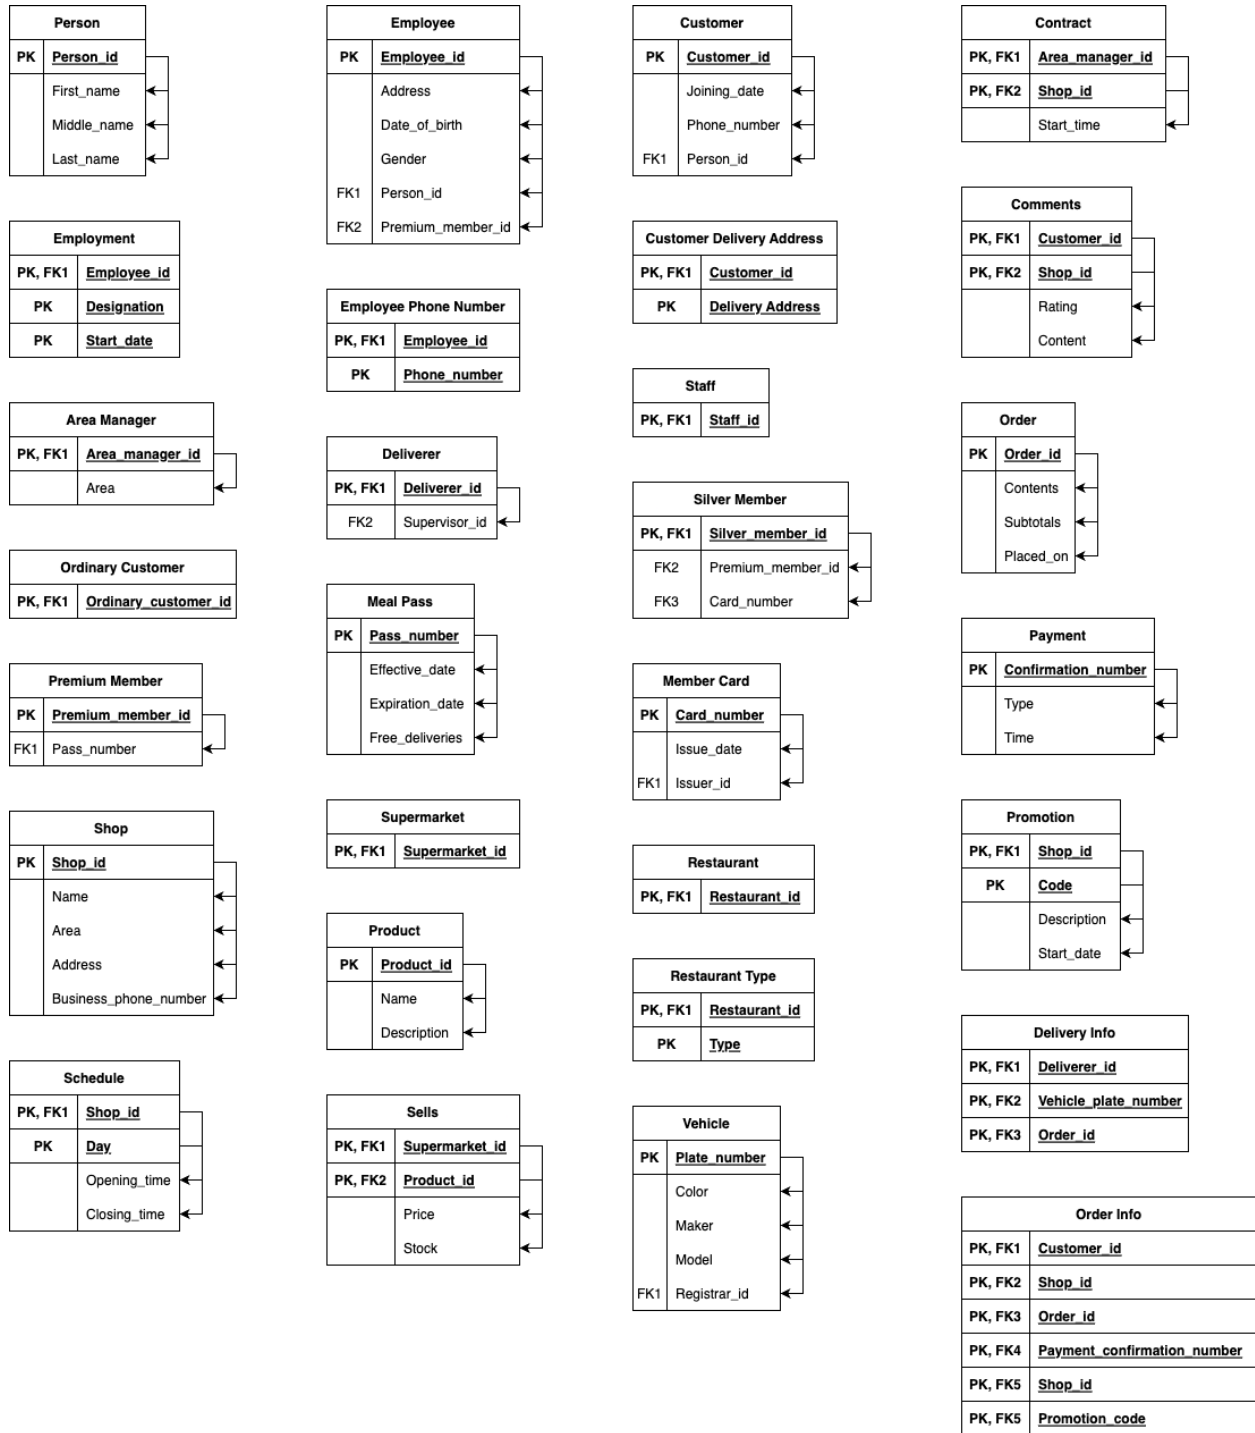 Person
PK Person_id
First_name
Middle_name
Last_name
Employment
PK, FK1 Employee_id
PK Designation
PK Start_date
Area Manager
PK, FK1 Area_manager_id
Area
Ordinary Customer
PK, FK1 Ordinary_customer_id
Premium Member
PK Premium_member_id
FK1 Pass_number
Shop
PK Shop_id
Name
Area
Address
Business_phone_number
Schedule
PK, FK1 Shop_id
PK Day
Opening_time
Closing_time
Employee
PK Employee_id
Address
Date_of_birth
Gender
FK1 Person_id
FK2 Premium_member_id
Employee Phone Number
PK, FK1 Employee_id
PK Phone_number
Deliverer
PK, FK1 Deliverer_id
FK2 Supervisor_id
Meal Pass
PK Pass_number
Effective_date
Expiration_date
Free_deliveries
Supermarket
PK, FK1 Supermarket_id
Product
PK Product_id
Name
Description
Sells
PK, FK1 Supermarket_id
PK, FK2 Product_id
Price
Stock
Customer
PK Customer_id
Joining_date
Phone_number
FK1 Person_id
Customer Delivery Address
PK, FK1 Customer_id
PK Delivery Address
Staff
PK, FK1 Staff_id
Silver Member
PK, FK1 Silver_member_id
FK2 Premium_member_id
FK3 Card_number
Member Card
PK Card_number
Issue_date
FK1 Issuer_id
Restaurant
PK, FK1 Restaurant_id
Restaurant Type
PK, FK1 Restaurant_id
PK Type
Vehicle
PK Plate_number
Color
Maker
Model
FK1 Registrar_id
Contract
PK, FK1 Area_manager_id
PK, FK2 Shop_id
Start_time
Comments
PK, FK1 Customer_id
PK, FK2 Shop_id
Rating
Content
Order
PK Order_id
Contents
Subtotals
Placed_on
Payment
PK Confirmation_number
Type
Time
Promotion
PK, FK1 Shop_id
PK Code
Description
Start_date
Delivery Info
PK, FK1 Deliverer_id
PK, FK2 Vehicle_plate_number
PK, FK3 Order_id
Order Info
PK, FK1 Customer_id
PK, FK2 Shop_id
PK, FK3 Order_id
PK, FK4 Payment_confirmation_number
PK, FK5 Shop_id
PK, FK5 Promotion_code